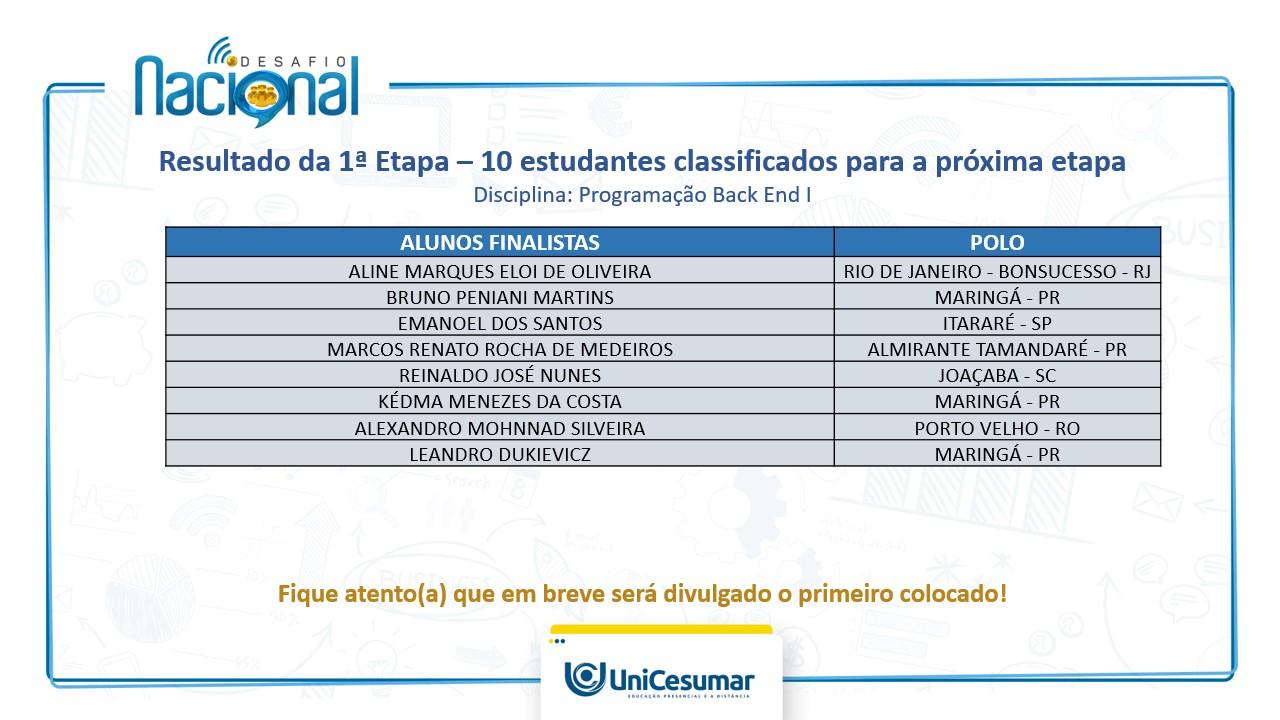 DESAFIO
Nacional
Resultado da 1ª Etapa – 10 estudantes classificados para a próxima etapa
Disciplina: Programação Back End I
ALUNOS FINALISTAS POLO
ALINE MARQUES ELOI DE OLIVEIRA RIO DE JANEIRO - BONSUCESSO - RJ
BRUNO PENIANI MARTINS MARINGÁ - PR
EMANOEL DOS SANTOS ITARARÉ - SP
MARCOS RENATO ROCHA DE MEDEIROS ALMIRANTE TAMANDARÉ - PR
REINALDO JOSÉ NUNES JOAÇABA - SC
KÉDMA MENEZES DA COSTA MARINGÁ - PR
ALEXANDRO MOHNNAD SILVEIRA PORTO VELHO - RO
LEANDRO DUKIEVICZ MARINGÁ - PR
Fique atento(a) que em breve será divulgado o primeiro colocado!
UniCesumar
EDUCAÇÃO PRESENCIAL E A DISTÂNCIA